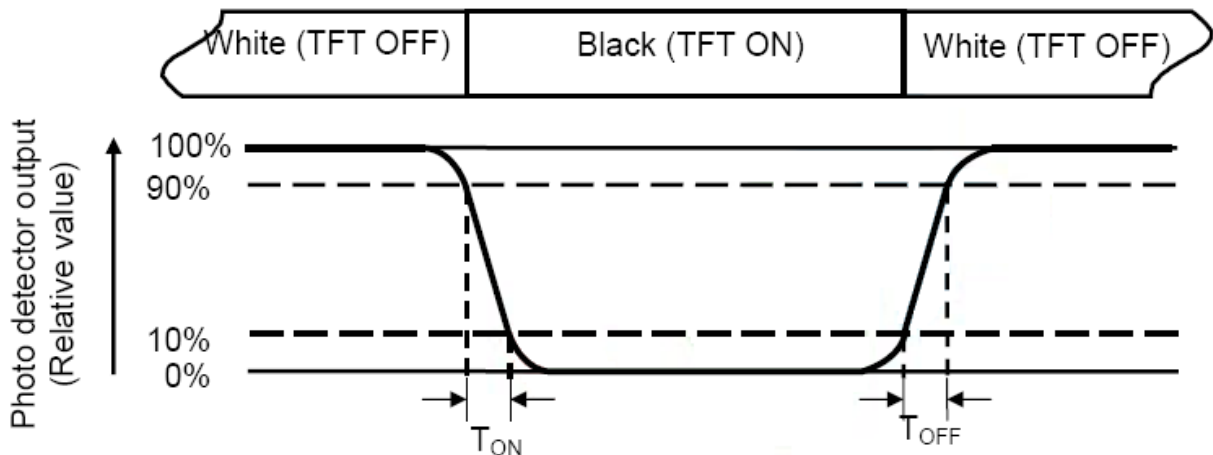 White (TFT OFF)
Black (TFT ON)
White (TFT OFF)
Photo detector output
(Relative value)
100%
90%
10%
0%
TON
TOFF